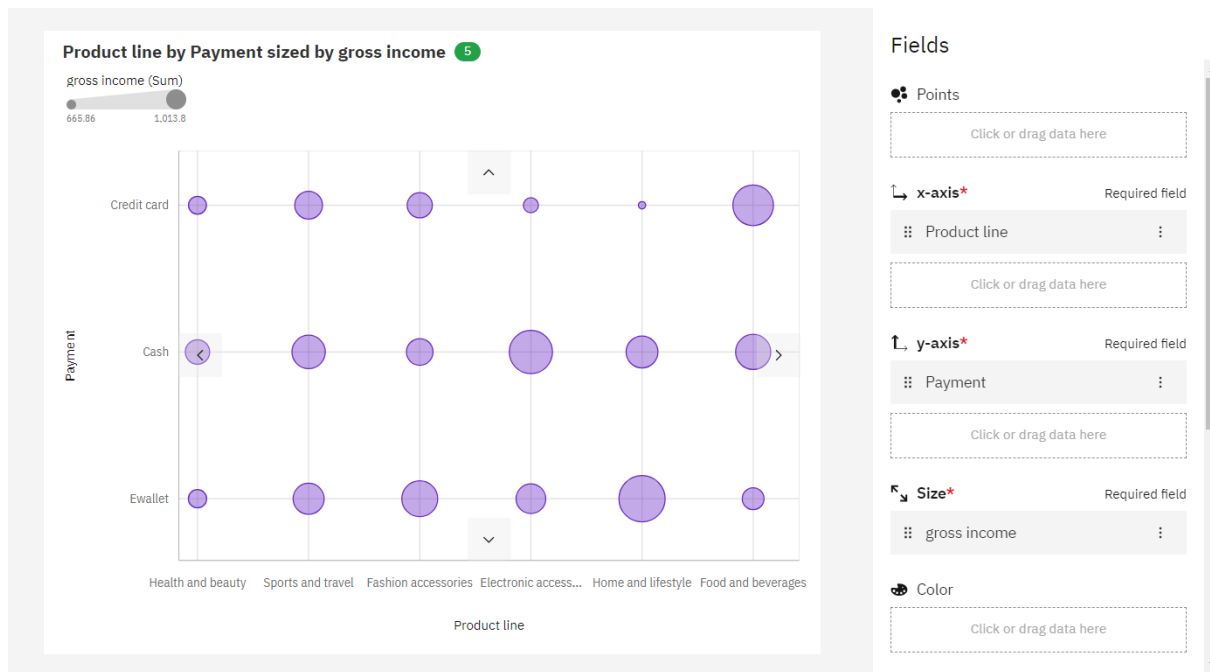 Product line by Payment sized by gross income 5
gross income (Sum)
665.86 1,013.8
Credit card
Cash
Ewallet
Payment
Health and beauty Sports and travel Fashion accessories Electronic access... Home and lifestyle Food and beverages
Product line
Fields
Points
Click or drag data here
x-axis* Required field
Product line
Click or drag data here
y-axis* Required field
Payment
Click or drag data here
Size* Required field
gross income
Color
Click or drag data here